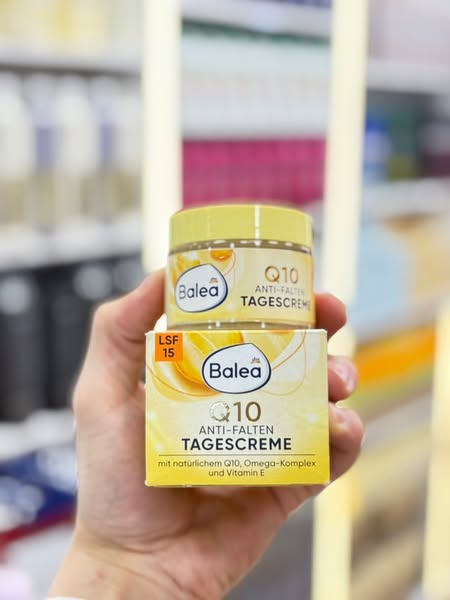 Balea
Q10
ANTI-FALTEN
TAGESCREME
LSF
15
Balea
Q10
ANTI-FALTEN
TAGESCREME
mit natürlichem Q10, Omega-Komplex
und Vitamin E